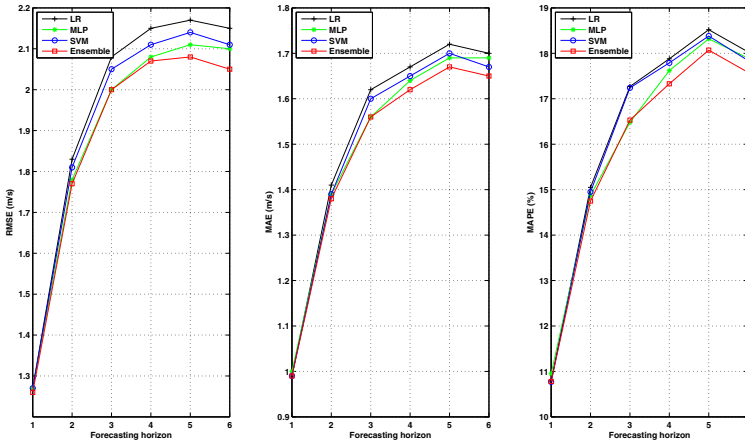 2.2
2.1
2
1.9
1.8
1.7
1.6
1.5
1.4
1.3
RMSE (m/s)
1 2 3 4 5 6
Forecasting horizon
LR
MLP
SVM
Ensemble
1.8
1.7
1.6
1.5
1.4
1.3
1.2
1.1
1
0.9
MAE (m/s)
1 2 3 4 5 6
Forecasting horizon
LR
MLP
SVM
Ensemble
19
18
17
16
15
14
13
12
11
10
MAPE (%)
1 2 3 4 5
Forecasting horizon
LR
MLP
SVM
Ensemble